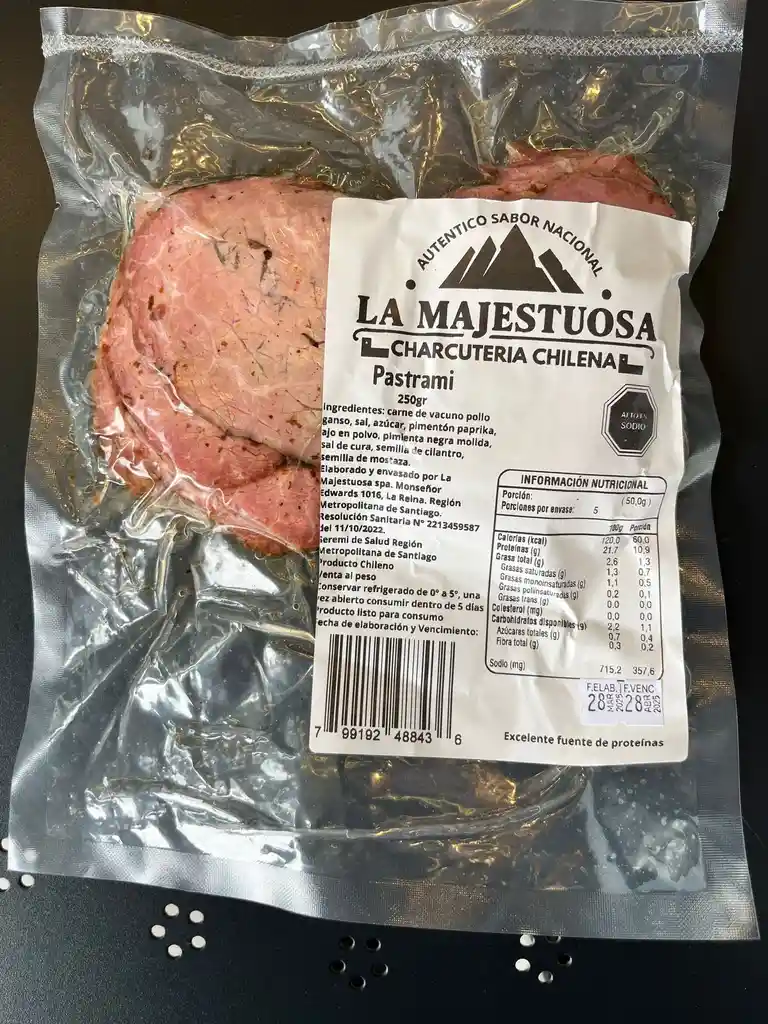 AUTENTICO SABOR NACIONAL
LA MAJESTUOSA
CHARCUTERIA CHILENA
Pastrami
250gr
ALTO EN
SODIO
ingredientes: carne de vacuno pollo
ganso, sal, azúcar, pimentón paprika,
ajo en polvo, pimienta negra molida,
sal de cura, semilla de cilantro,
semilla de mostaza.
Elaborado y envasado por La
Majestuosa spa. Monseñor
Edwards 1016, La Reina. Región
Metropolitana de Santiago.
Resolución Sanitaria N° 2213459587
del 11/10/2022.
Seremi de Salud Región
Metropolitana de Santiago
Producto Chileno
Venta al peso
Conservar refrigerado de 0° a 5°, una
vez abierto consumir dentro de 5 días
Producto listo para consumo
Fecha de elaboración y Vencimiento:
7 99192 48843 6
INFORMACIÓN NUTRICIONAL
Porción: - (50,0g)
Porciones por envase: 5
100g Porción
Calorías (kcal) 120,0 60,0
Proteínas (g) 21,7 10,9
Grasa total (g) 2,6 1,3
Grasas saturadas (g) 1,3 0,7
Grasas monoinsaturadas (g) 1,1 0,5
Grasas poliinsaturadas (g) 0,2 0,1
Grasas trans (g) 0,0 0,0
Colesterol (mg) 0,0 0,0
Carbohidratos disponibles (g) 2,2 1,1
Azúcares totales (g) 0,7 0,4
Fibra total (g) 0,3 0,2
Sodio (mg) 715,2 357,6
F.ELAB. F.VENC
28 MAR 2025 28 ABR 2025
Excelente fuente de proteínas